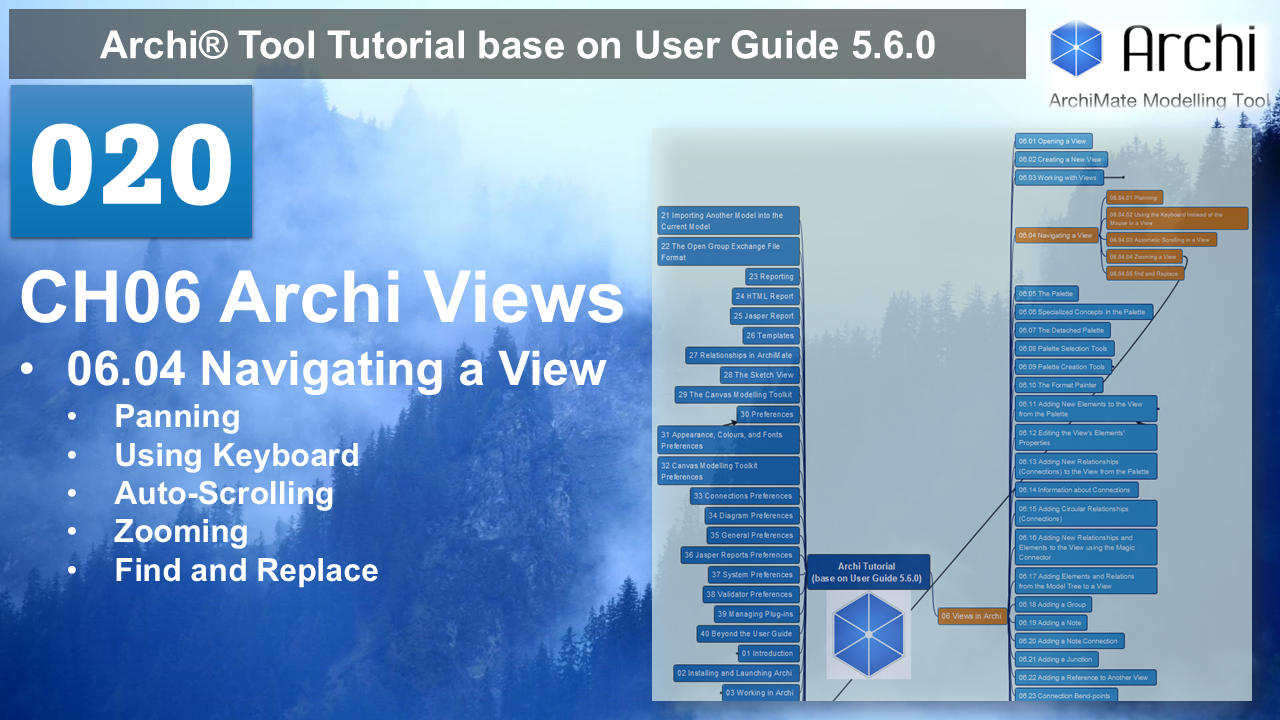 Archi® Tool Tutorial base on User Guide 5.6.0
Archi
ArchiMate Modelling Tool
020
CH06 Archi Views
• 06.04 Navigating a View
• Panning
• Using Keyboard
• Auto-Scrolling
• Zooming
• Find and Replace
21 Importing Another Model into the
Current Model
22 The Open Group Exchange File
Format
23 Reporting
24 HTML Report
25 Jasper Report
26 Templates
27 Relationships in ArchiMate
28 The Sketch View
29 The Canvas Modelling Toolkit
30 Preferences
31 Appearance, Colours, and Fonts
Preferences
32 Canvas Modelling Toolkit
Preferences
33 Connections Preferences
34 Diagram Preferences
35 General Preferences
36 Jasper Reports Preferences
37 System Preferences
38 Validator Preferences
39 Managing Plug-ins
40 Beyond the User Guide
01 Introduction
02 Installing and Launching Archi
03 Working in Archi
Archi Tutorial
(base on User Guide 5.6.0)
06 Views in Archi
06.01 Opening a View
06.02 Creating a New View
06.03 Working with Views
06.04 Navigating a View
06.04.01 Planning
06.04.02 Using the Keyboard Instead of the
Mouse in a View
06.04.03 Automatic Scrolling in a View
06.04.04 Zooming a View
06.04.05 find and Replace
06.05 The Palette
06.06 Specialized Concepts in the Palette
06.07 The Detached Palette
06.08 Palette Selection Tools
06.09 Palette Creation Tools
06.10 The Format Painter
06.11 Adding New Elements to the View
from the Palette
06.12 Editing the View's Elements'
Properties
06.13 Adding New Relationships
(Connections) to the View from the Palette
06.14 Information about Connections
06.15 Adding Circular Relationships
(Connections)
06.16 Adding New Relationships and
Elements to the View using the Magic
Connector
06.17 Adding Elements and Relations
from the Model Tree to a View
06.18 Adding a Group
06.19 Adding a Note
06.20 Adding a Note Connection
06.21 Adding a Junction
06.22 Adding a Reference to Another View
06.23 Connection Bend-points